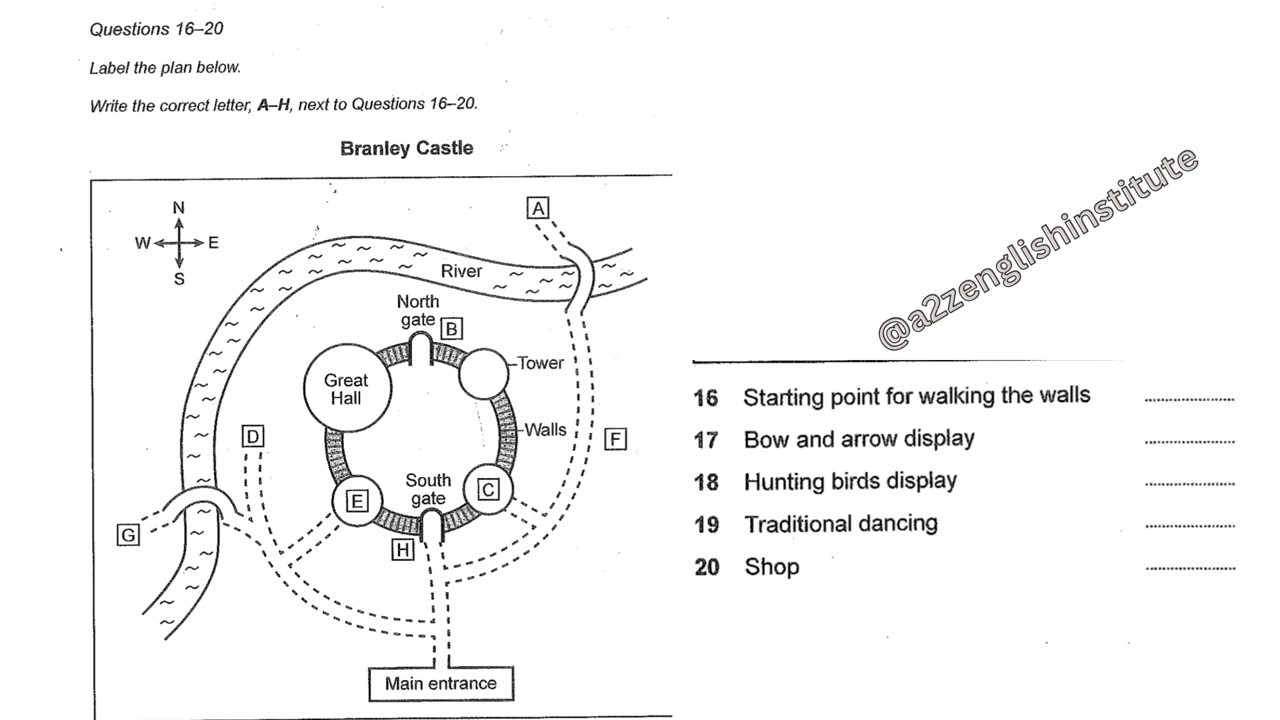 Questions 16–20
Label the plan below.
Write the correct letter, A–H, next to Questions 16–20.
Branley Castle
N
W E
S
A
River
North
gate
B
Tower
Great
Hall
Walls
D
F
South
gate
C
E
G
H
Main entrance
@a2zenglishinstitute
16 Starting point for walking the walls ....................
17 Bow and arrow display ....................
18 Hunting birds display ....................
19 Traditional dancing ....................
20 Shop ....................